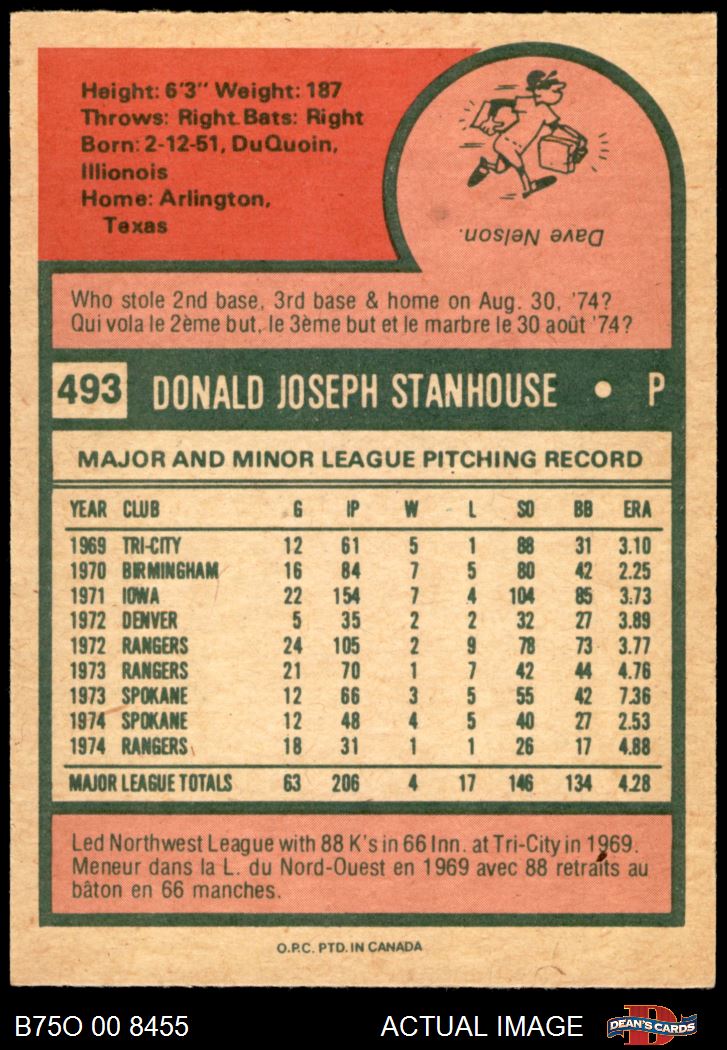 Height: 6'3" Weight: 187
Throws: Right Bats: Right
Born: 2-12-51, DuQuoin,
Illionois
Home: Arlington,
Texas
Dave Nelson.
Who stole 2nd base, 3rd base & home on Aug. 30, '74?
Qui vola le 2ème but, le 3ème but et le marbre le 30 août '74?
493 DONALD JOSEPH STANHOUSE • P
MAJOR AND MINOR LEAGUE PITCHING RECORD
YEAR CLUB G IP W L SO BB ERA
1969 TRI-CITY 12 61 5 1 88 31 3.10
1970 BIRMINGHAM 16 84 7 5 80 42 2.25
1971 IOWA 22 154 7 4 104 85 3.73
1972 DENVER 5 35 2 2 32 27 3.89
1972 RANGERS 24 105 2 9 78 73 3.77
1973 RANGERS 21 70 1 7 42 44 4.76
1973 SPOKANE 12 66 3 5 55 42 7.36
1974 SPOKANE 12 48 4 5 40 27 2.53
1974 RANGERS 18 31 1 1 26 17 4.88
MAJOR LEAGUE TOTALS 63 206 4 17 146 134 4.28
Led Northwest League with 88 K's in 66 Inn. at Tri-City in 1969.
Meneur dans la L. du Nord-Ouest en 1969 avec 88 retraits au
bâton en 66 manches.
O.P.C. PTD. IN CANADA
B75O 00 8455 ACTUAL IMAGE DEAN'S CARDS